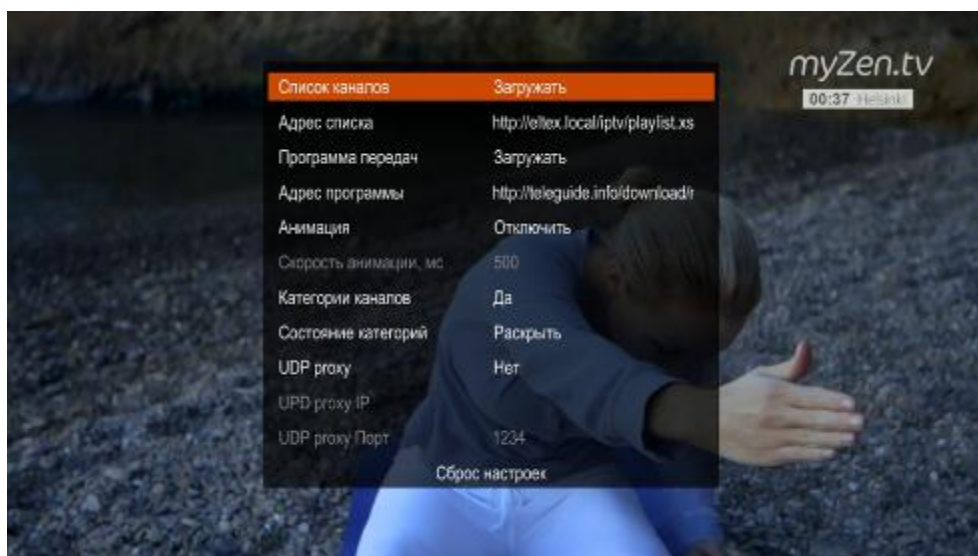 myZen.tv
00:37 Helsinki
Список каналов Загружать
Адрес списка http://eltex.local/iptv/playlist.xs
Программа передач Загружать
Адрес программы http://teleguide.info/download/r
Анимация Отключить
Скорость анимации, мс 500
Категории каналов Да
Состояние категорий Раскрыть
UDP proxy Нет
UPD proxy IP
UDP proxy Порт 1234
Сброс настроек